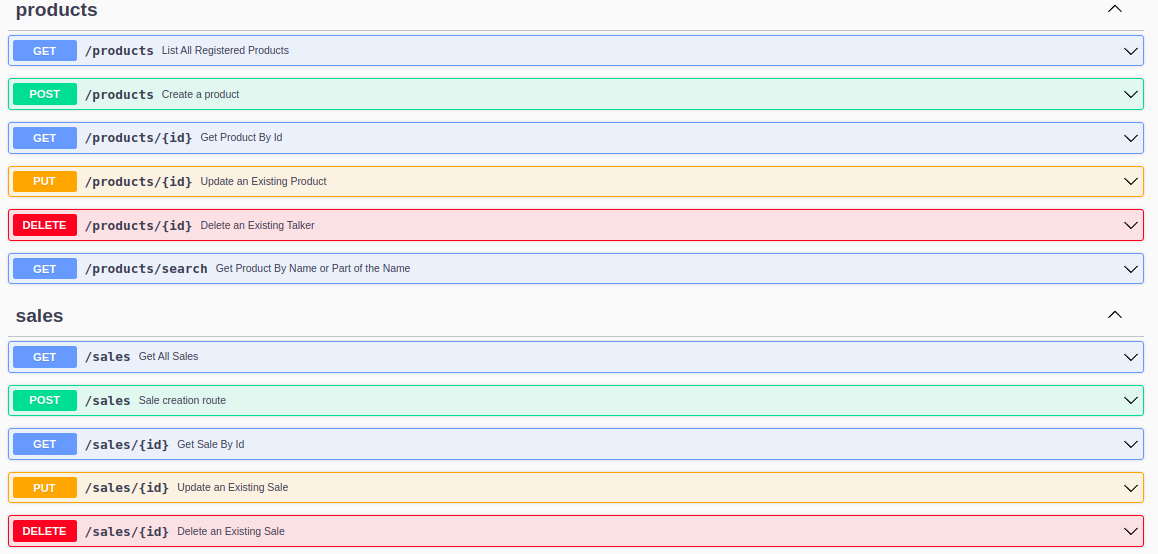 products
GET /products List All Registered Products
POST /products Create a product
GET /products/{id} Get Product By Id
PUT /products/{id} Update an Existing Product
DELETE /products/{id} Delete an Existing Talker
GET /products/search Get Product By Name or Part of the Name
sales
GET /sales Get All Sales
POST /sales Sale creation route
GET /sales/{id} Get Sale By Id
PUT /sales/{id} Update an Existing Sale
DELETE /sales/{id} Delete an Existing Sale